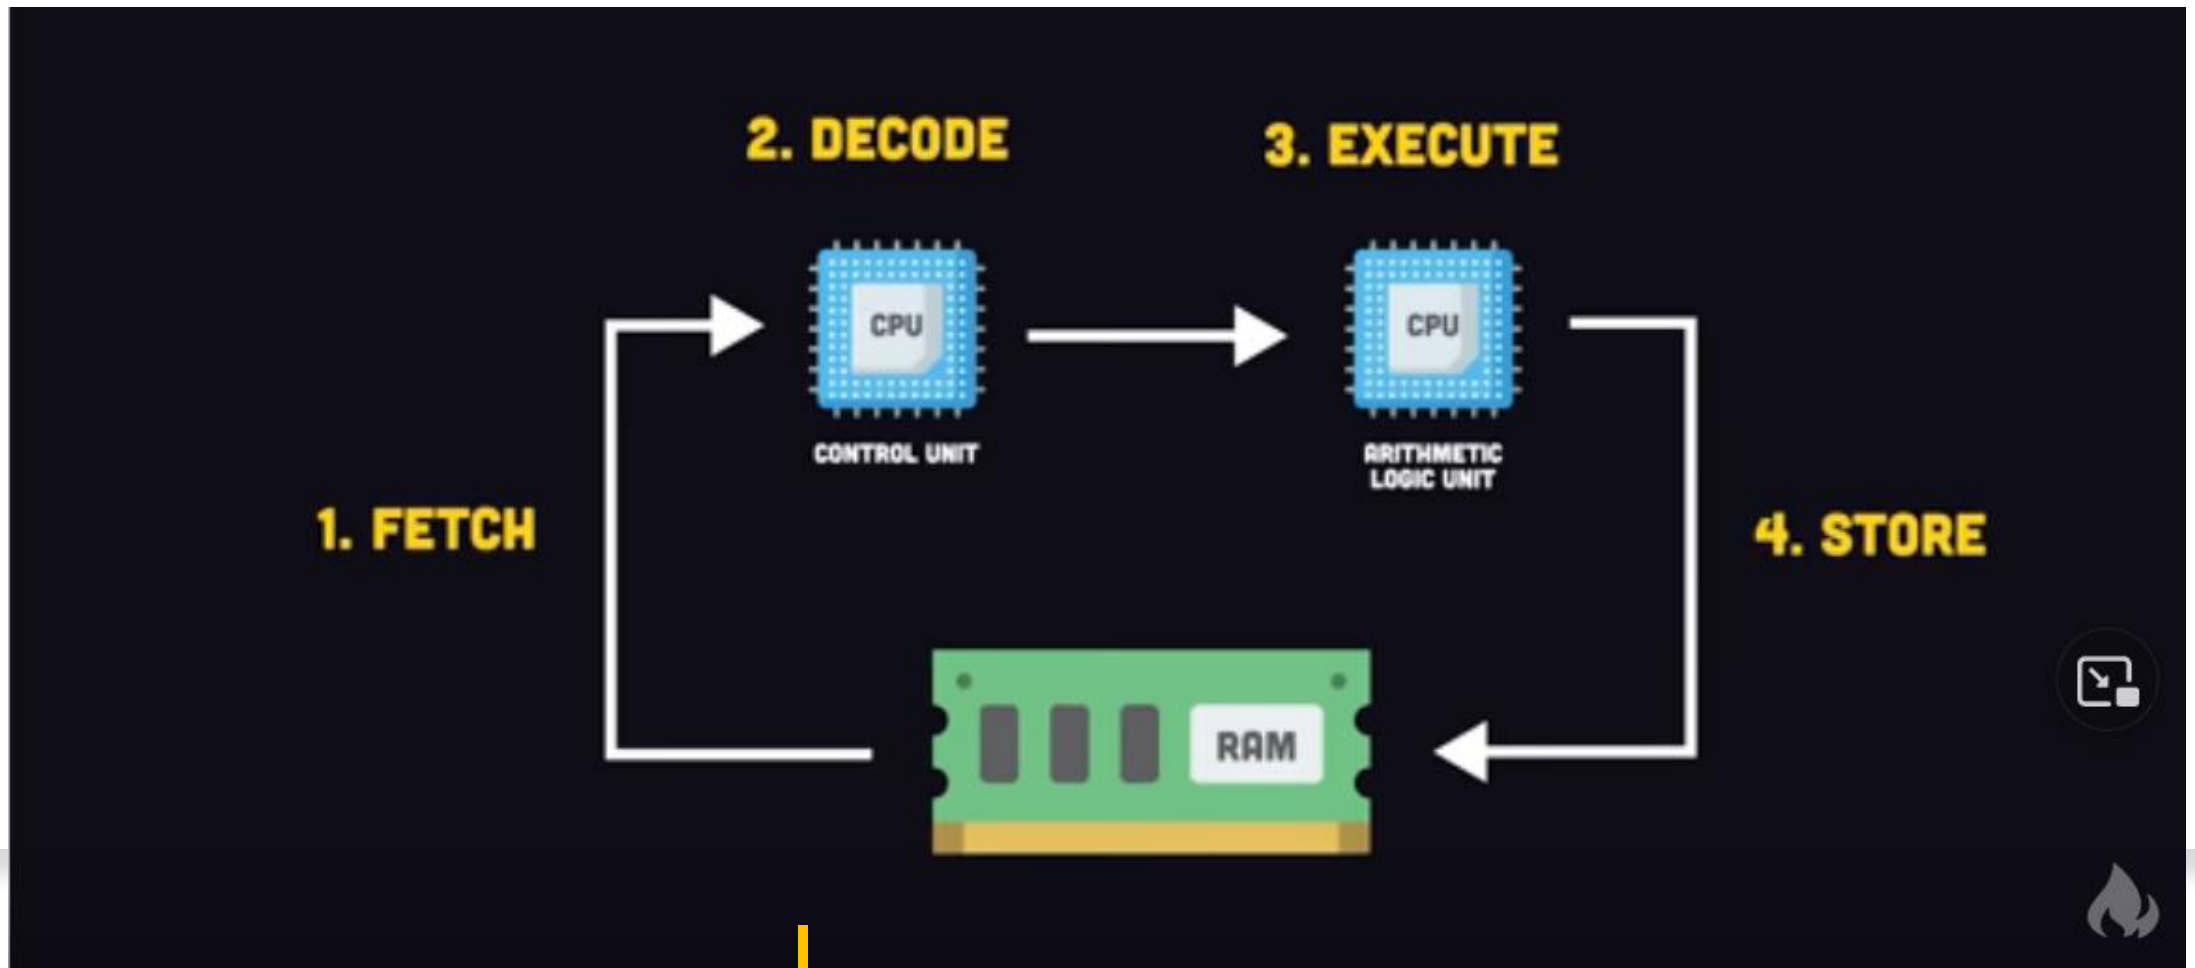 2. DECODE
3. EXECUTE
CPU
CPU
CONTROL UNIT
ARITHMETIC
LOGIC UNIT
1. FETCH
4. STORE
RAM